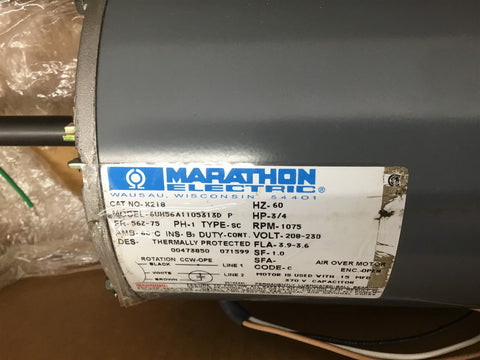 MARATHON
ELECTRIC®
WAUSAU, WISCONSIN 54401
CAT NO-X218 HZ-60
MODEL-6UH56A1105313D P HP-3/4
FR-56Z-75 PH-1 TYPE-SC RPM-1075
AMB-60°C INS-B DUTY-CONT. VOLT-208-230
DES- THERMALLY PROTECTED FLA-3.9-3.6
00473850 071599 SF-1.0
ROTATION CCW-OPE SFA- AIR OVER MOTOR
BLACK LINE 1 CODE-C ENC-OPEN
WHITE LINE 2 MOTOR IS USED WITH 15 MFD
BROWN 370 V CAPACITOR